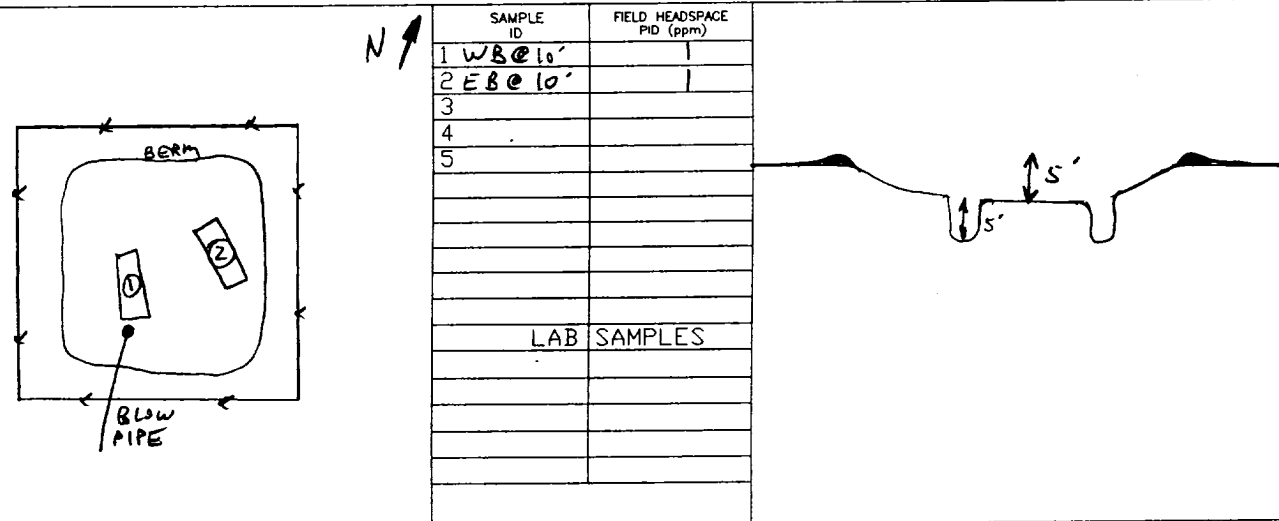 N
BERM
①
②
BLOW
PIPE
SAMPLE ID FIELD HEADSPACE PID (ppm)
1 WB@10' 1
2 EB@10' 1
3
4
5
LAB SAMPLES
5'
5'